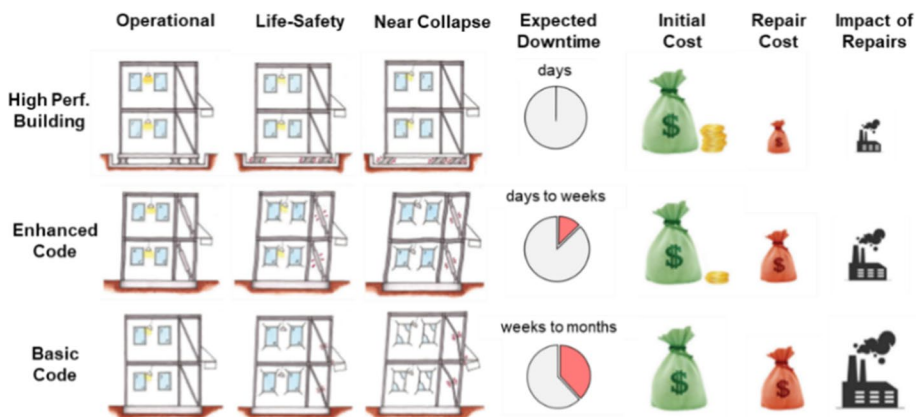 Operational
Life-Safety
Near Collapse
Expected
Downtime
Initial
Cost
Repair
Cost
Impact of
Repairs
High Perf.
Building
days
$
$
Enhanced
Code
days to weeks
$
$
Basic
Code
weeks to months
$
$